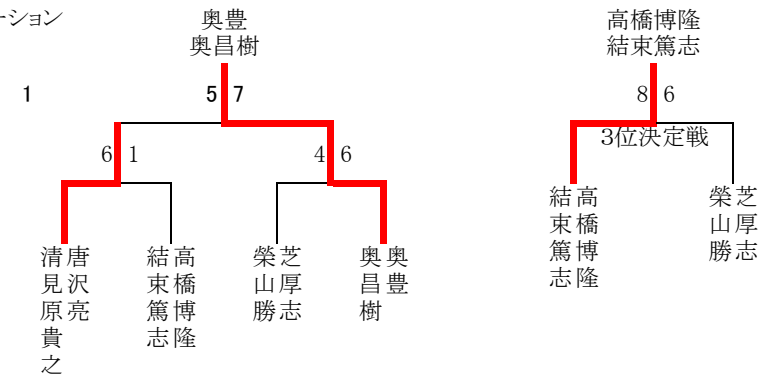 ーション
奥豊
奥昌樹
1
5 7
6 1
4 6
唐沢亮
清見原貴之
高橋博隆
結束篤志
芝厚志
榮山勝
奥豊
奥昌樹
高橋博隆
結束篤志
8 6
3位決定戦
高橋博隆
結束篤志
芝厚志
榮山勝